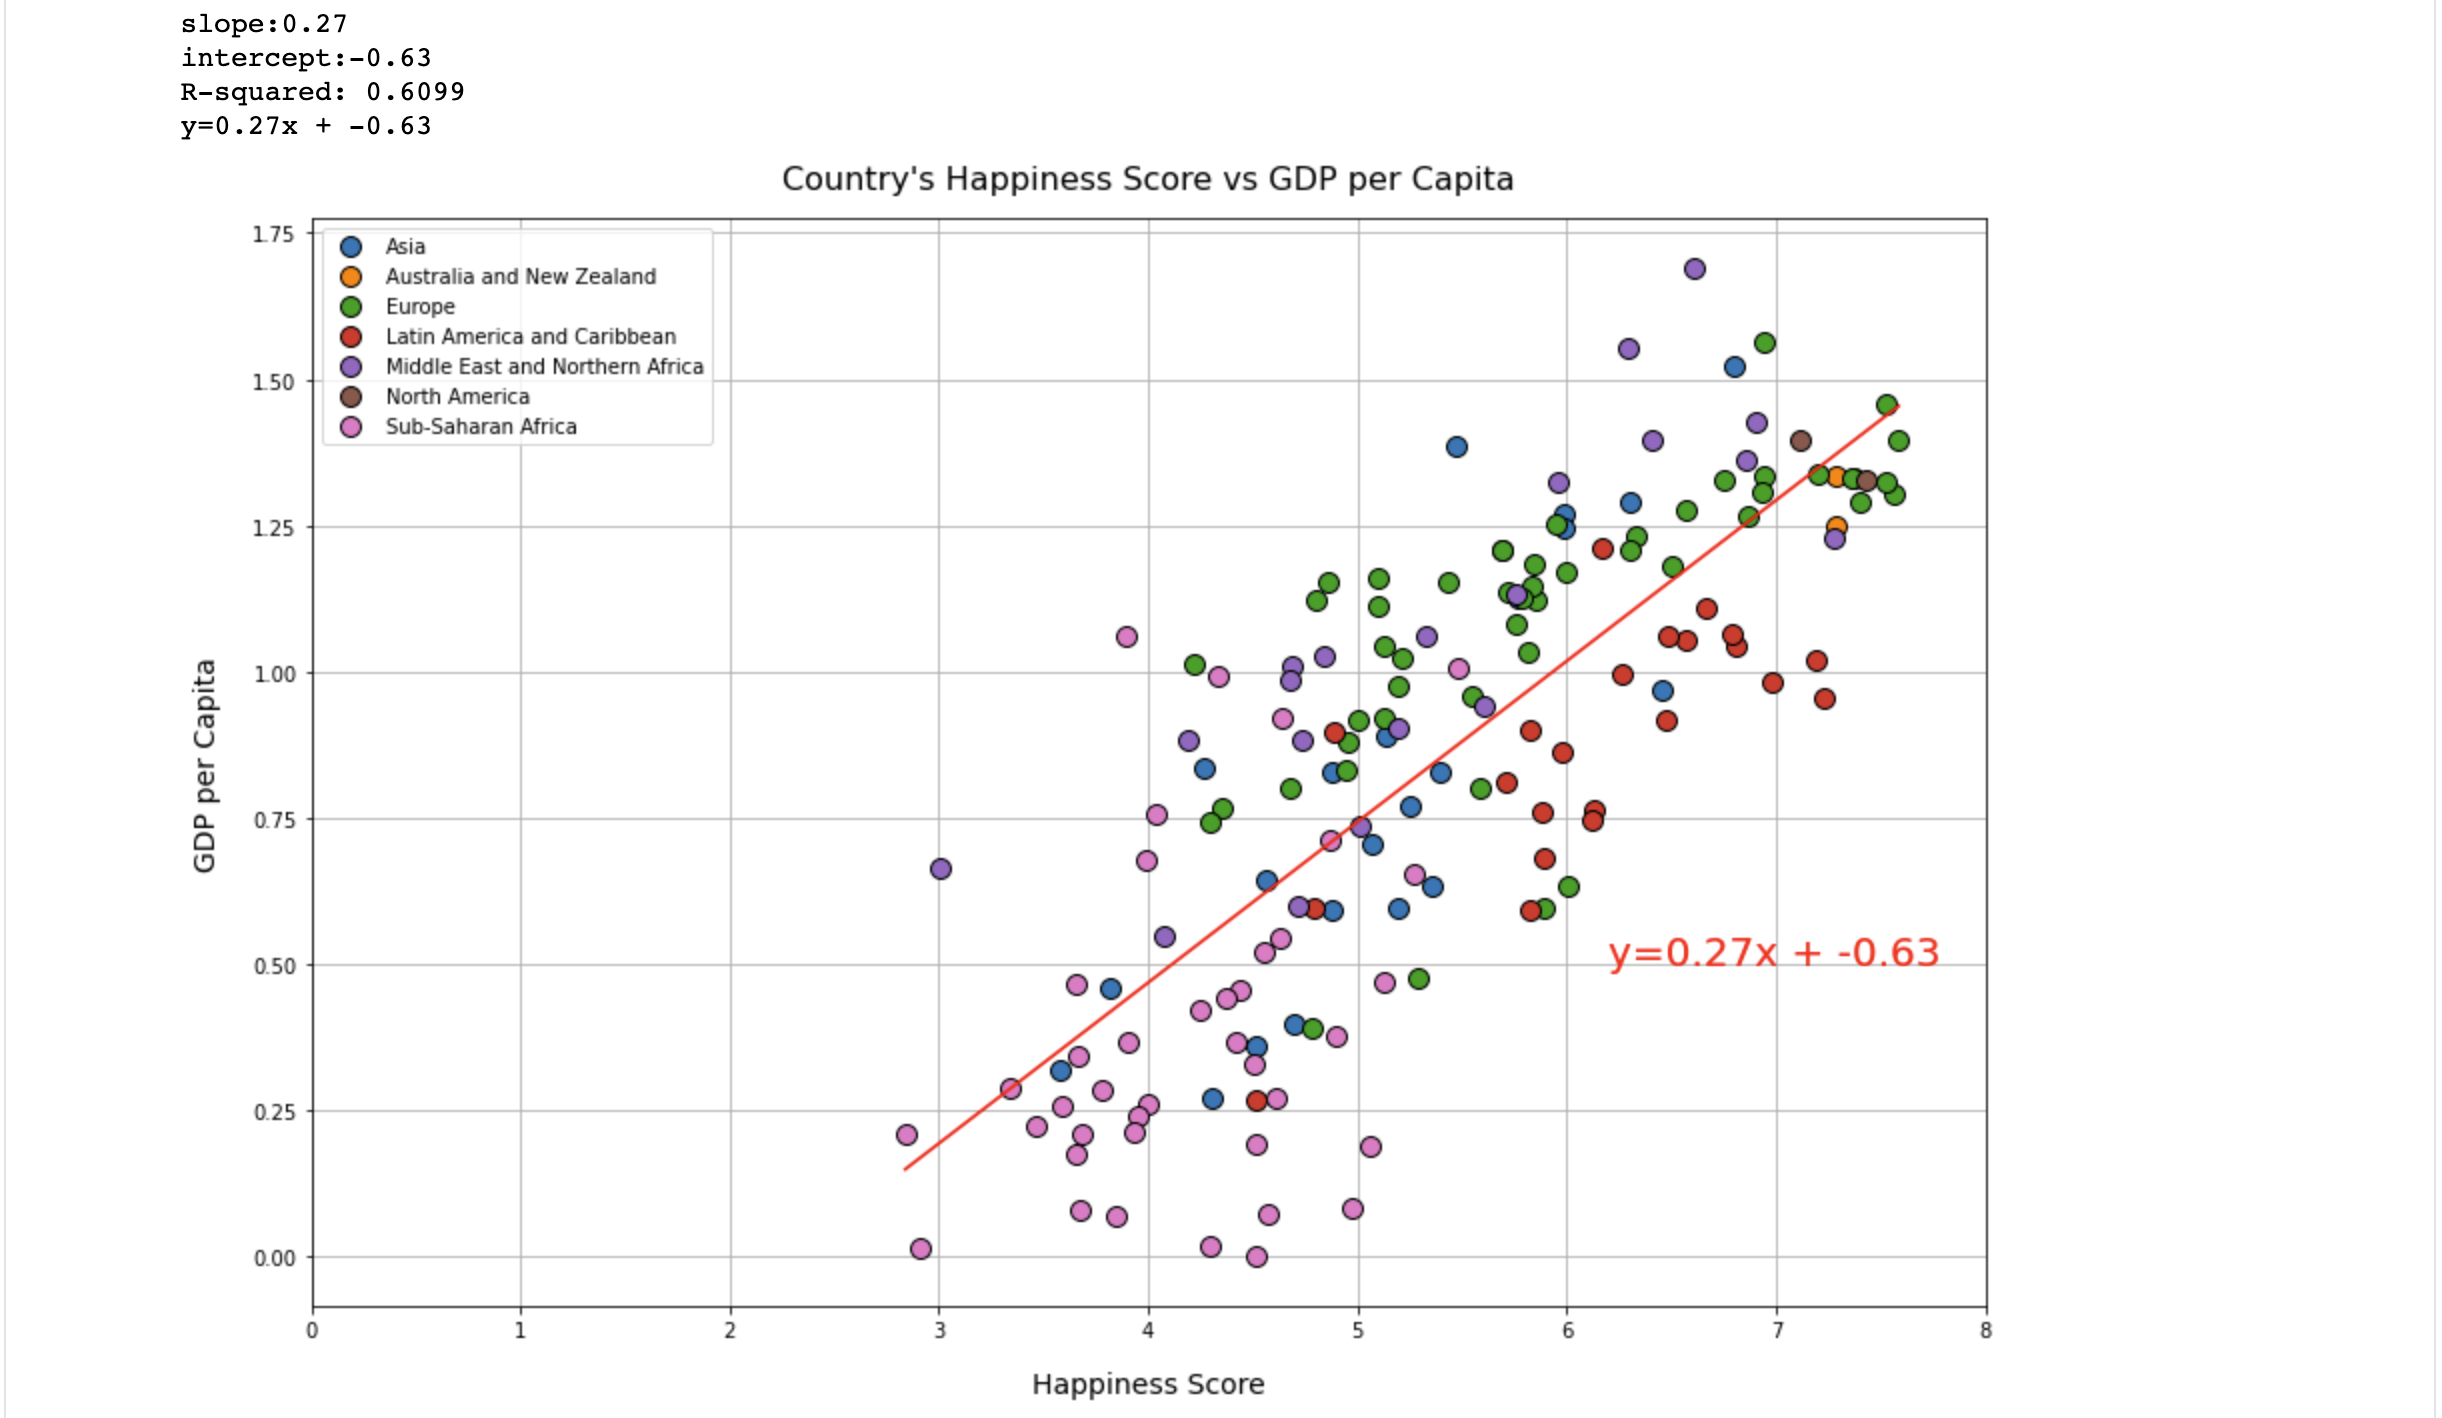 slope:0.27
intercept:-0.63
R-squared: 0.6099
y=0.27x + -0.63
Country's Happiness Score vs GDP per Capita
1.75
1.50
1.25
1.00
0.75
0.50
0.25
0.00
GDP per Capita
Asia
Australia and New Zealand
Europe
Latin America and Caribbean
Middle East and Northern Africa
North America
Sub-Saharan Africa
y=0.27x + -0.63
0 1 2 3 4 5 6 7 8
Happiness Score